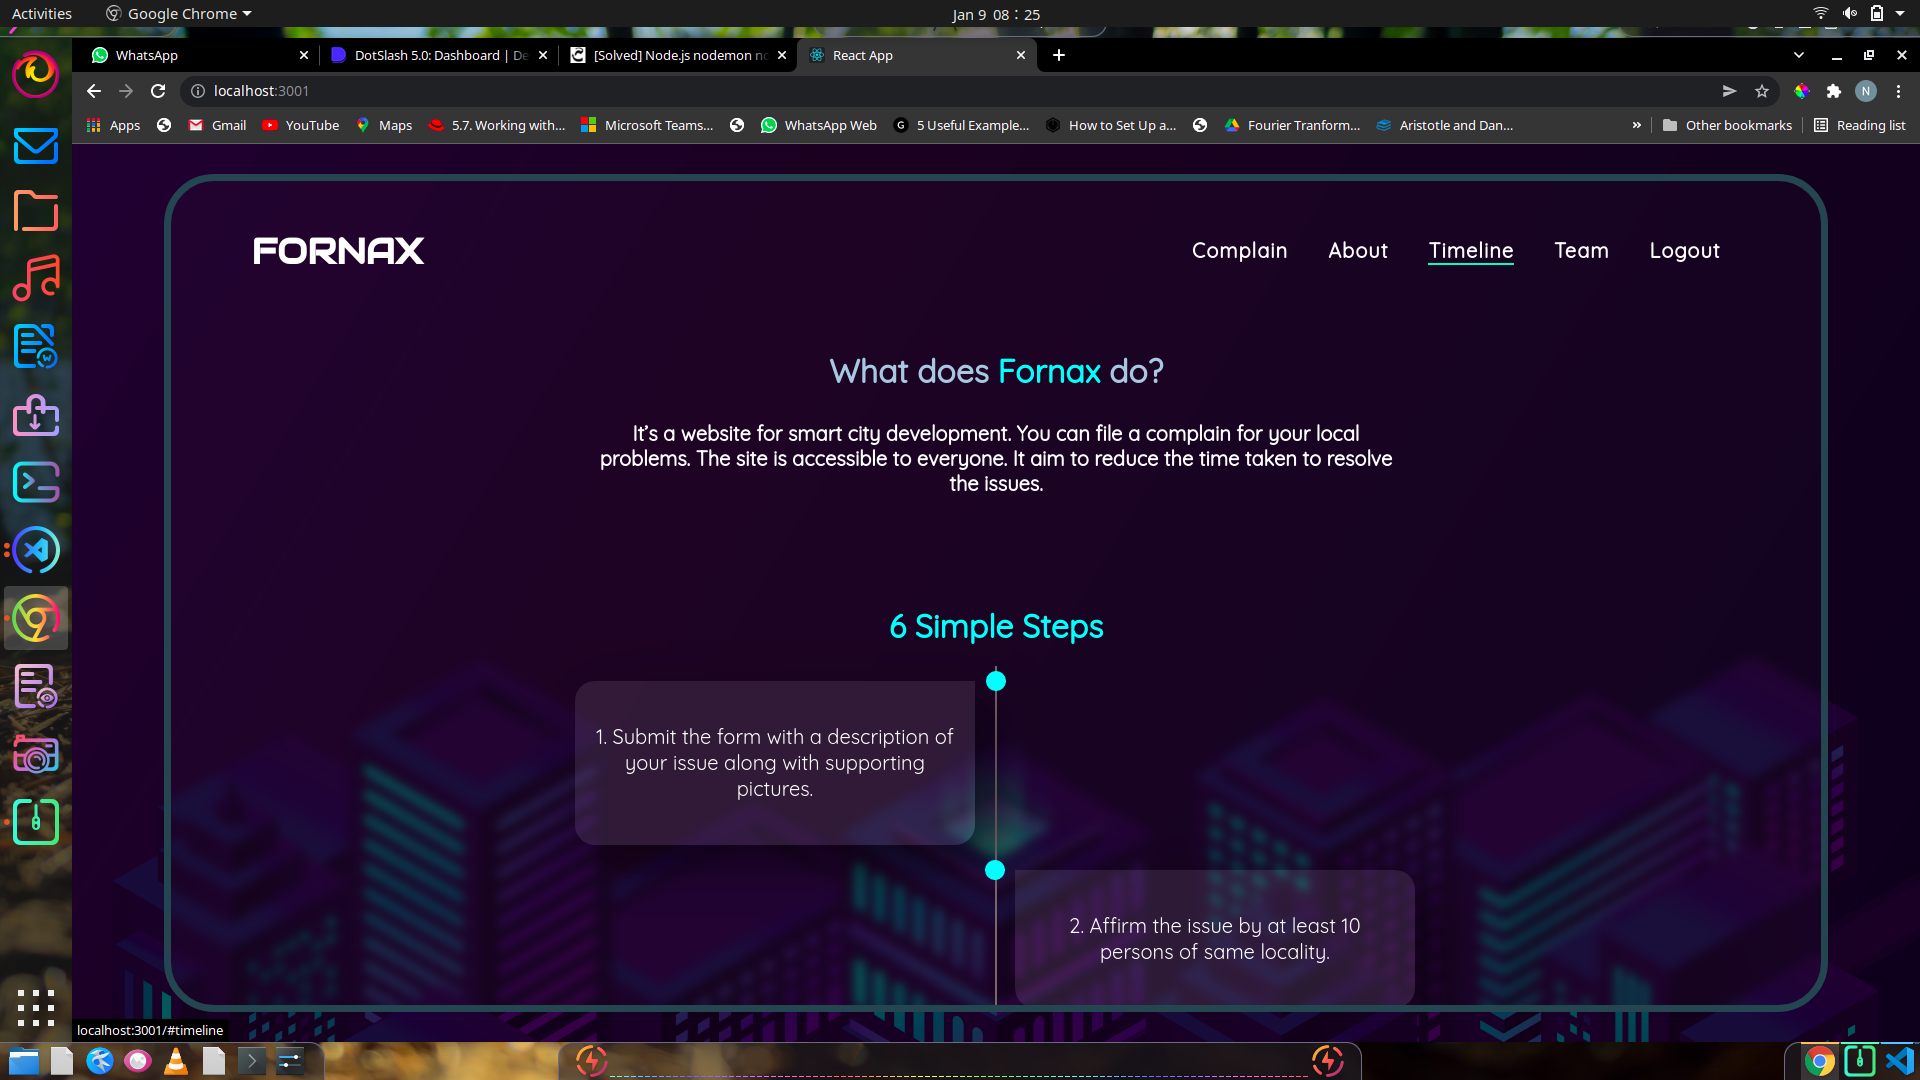 Activities
Google Chrome
Jan 9 08:25
WhatsApp
DotSlash 5.0: Dashboard | De
[Solved] Node.js nodemon no
React App
localhost:3001
N
Apps
Gmail
YouTube
Maps
5.7. Working with...
Microsoft Teams...
WhatsApp Web
G
5 Useful Example...
How to Set Up a...
Fourier Tranform...
Aristotle and Dan...
»
Other bookmarks
Reading list
FORNAX
Complain
About
Timeline
Team
Logout
What does Fornax do?
It's a website for smart city development. You can file a complain for your local
problems. The site is accessible to everyone. It aim to reduce the time taken to resolve
the issues.
6 Simple Steps
1. Submit the form with a description of
your issue along with supporting
pictures.
2. Affirm the issue by at least 10
persons of same locality.
localhost:3001/#timeline